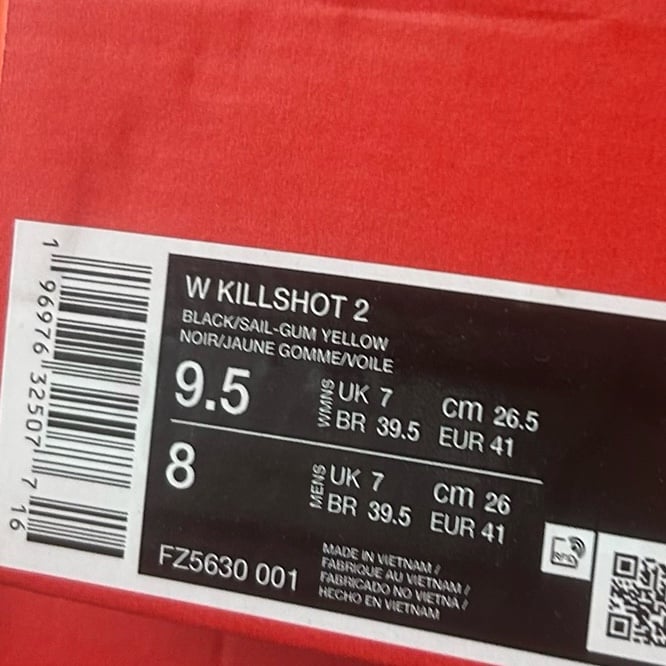 1 96976 32507 7 16
W KILLSHOT 2
BLACK/SAIL-GUM YELLOW
NOIR/JAUNE GOMME/VOILE
9.5 WMNS UK 7 cm 26.5
BR 39.5 EUR 41
8 MENS UK 7 cm 26
BR 39.5 EUR 41
FZ5630 001
MADE IN VIETNAM /
FABRIQUE AU VIETNAM /
FABRICADO NO VIETNA /
HECHO EN VIETNAM
RFID